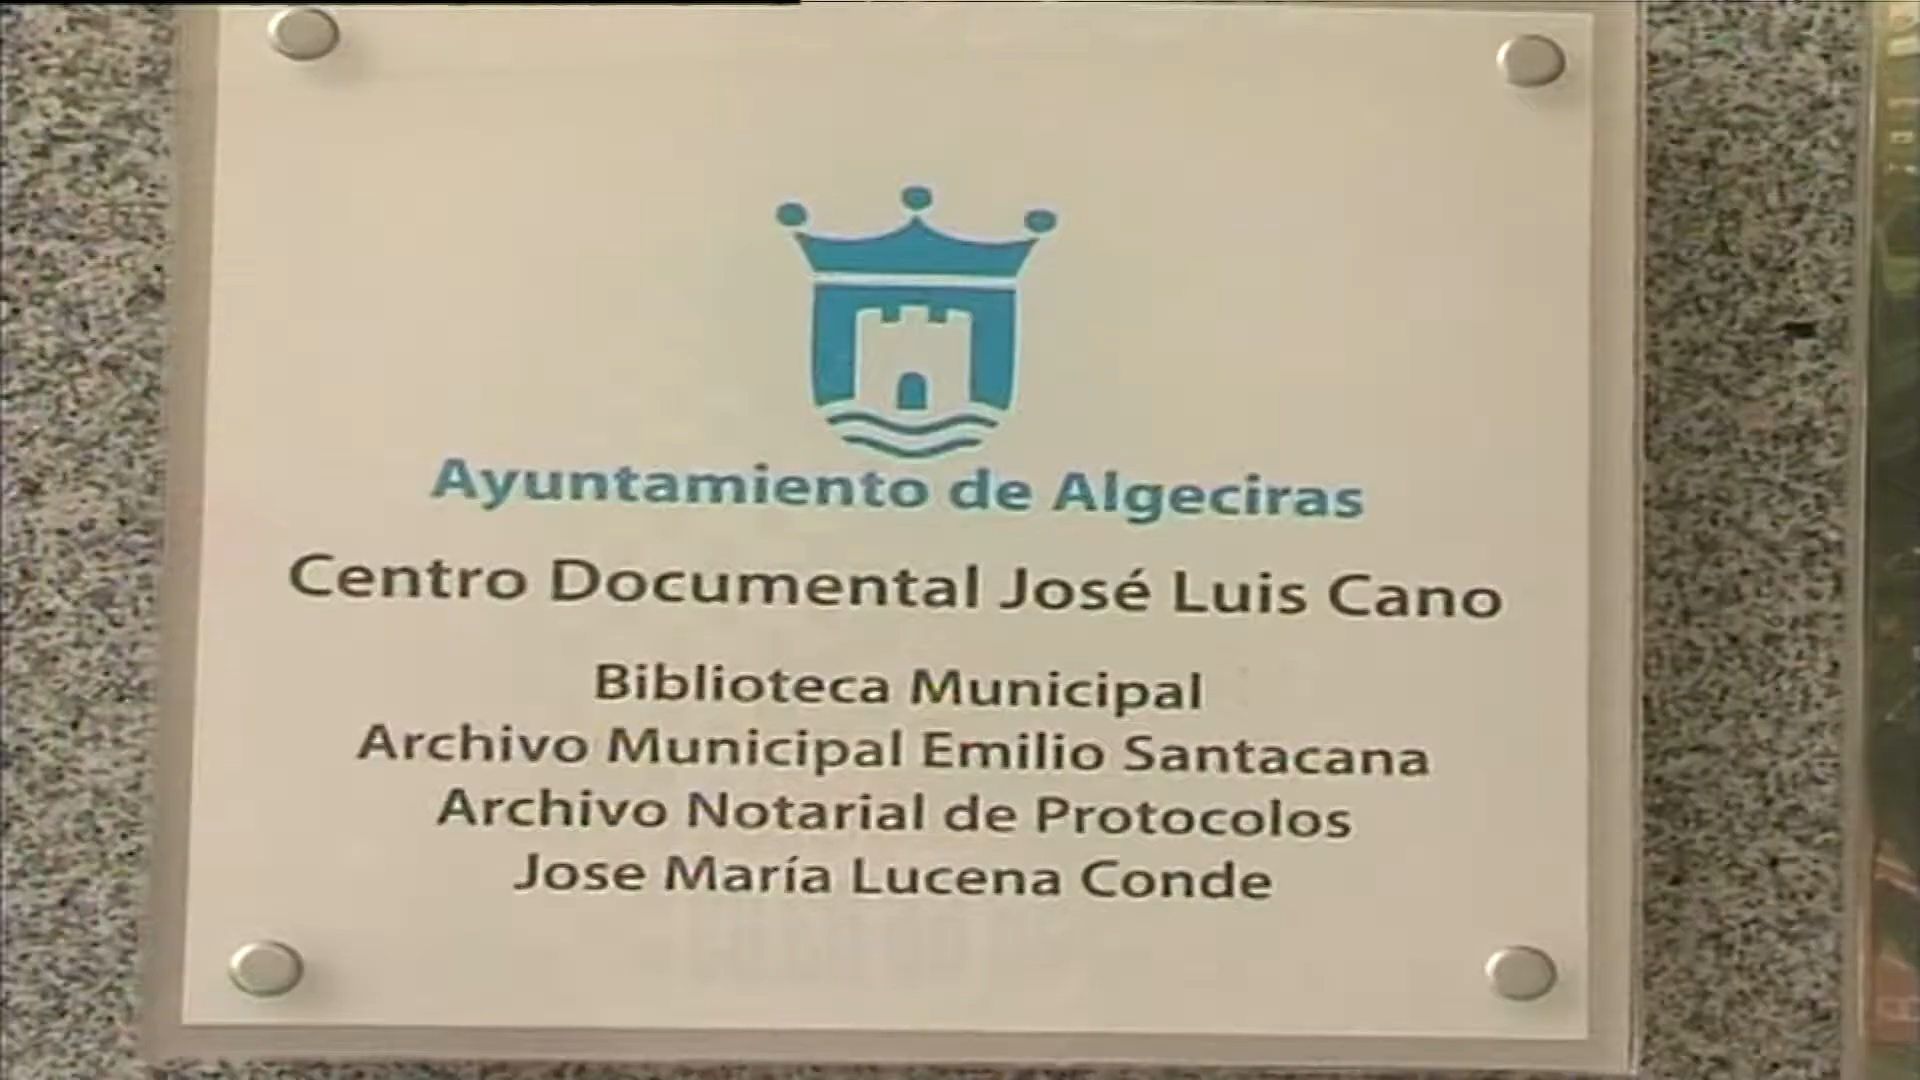 Ayuntamiento de Algeciras
Centro Documental José Luis Cano
Biblioteca Municipal
Archivo Municipal Emilio Santacana
Archivo Notarial de Protocolos
Jose María Lucena Conde